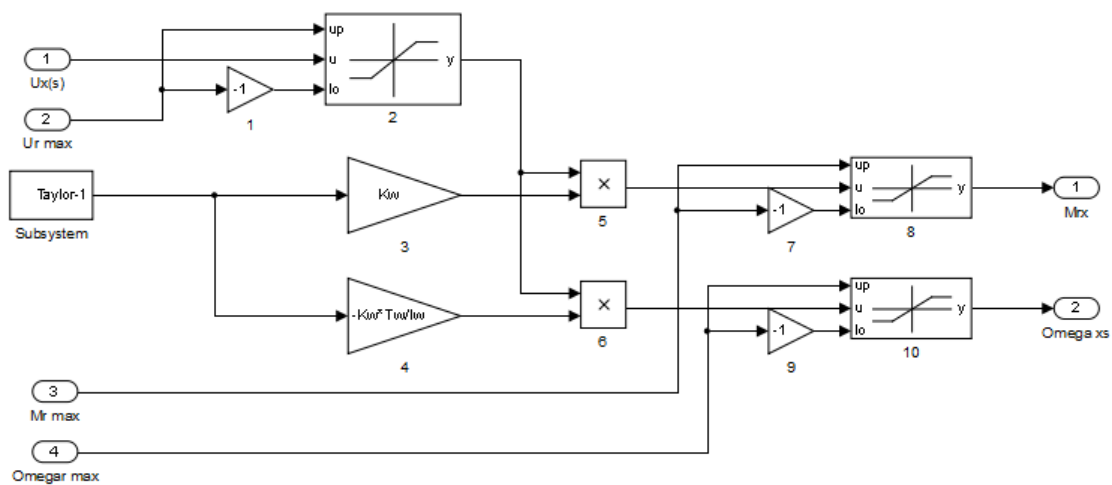 1
Ux(s)
2
Ur max
-1
1
up
u
lo
y
2
Taylor-1
Subsystem
Kw
3
-Kw*Tw/Iw
4
×
5
×
6
-1
7
up
u
lo
y
8
1
Mrx
-1
9
up
u
lo
y
10
2
Omega xs
3
Mr max
4
Omegar max